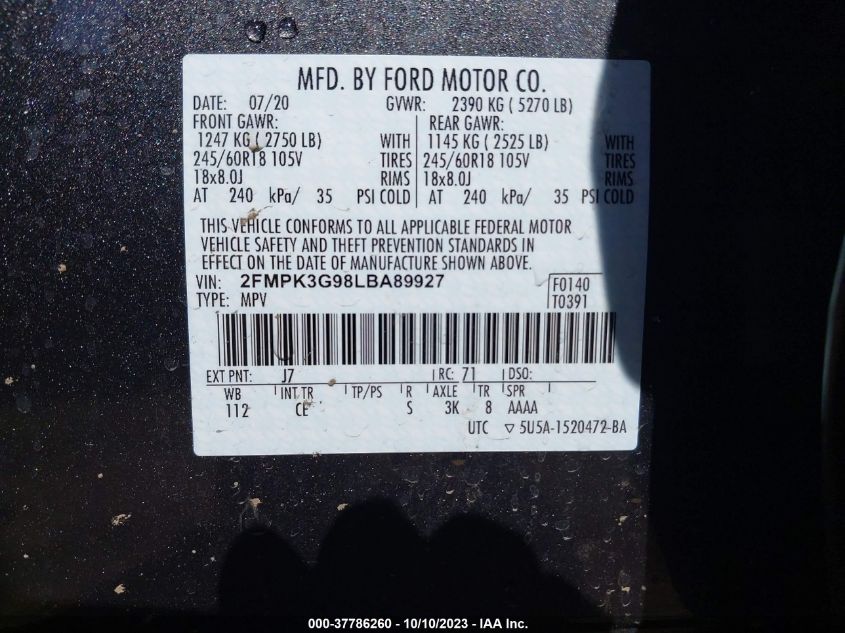 MFD. BY FORD MOTOR CO.
DATE: 07/20 GVWR: 2390 KG ( 5270 LB)
FRONT GAWR: REAR GAWR:
1247 KG ( 2750 LB) WITH 1145 KG ( 2525 LB) WITH
245/60R18 105V TIRES 245/60R18 105V TIRES
18x8.0J RIMS 18x8.0J RIMS
AT 240 kPa/ 35 PSI COLD AT 240 kPa/ 35 PSI COLD
THIS VEHICLE CONFORMS TO ALL APPLICABLE FEDERAL MOTOR
VEHICLE SAFETY AND THEFT PREVENTION STANDARDS IN
EFFECT ON THE DATE OF MANUFACTURE SHOWN ABOVE.
VIN: 2FMPK3G98LBA89927 F0140
TYPE: MPV T0391
EXT PNT: J7 RC: 71 DSO:
WB INT TR TP/PS R AXLE TR SPR
112 CE S 3K 8 AAAA
UTC ▽ 5U5A-1520472-BA
000-37786260 - 10/10/2023 - IAA Inc.